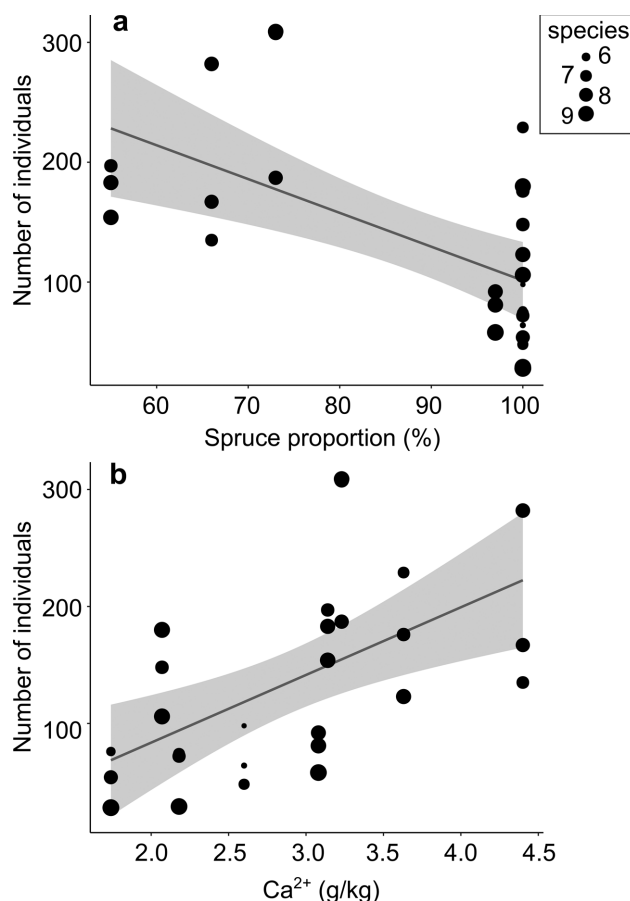 a
species
6
7
8
9
300
200
100
Number of individuals
60 70 80 90 100
Spruce proportion (%)
b
300
200
100
Number of individuals
2.0 2.5 3.0 3.5 4.0 4.5
Ca²⁺ (g/kg)